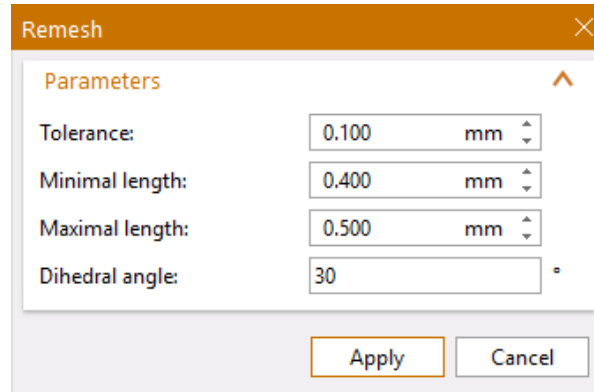 Remesh
Parameters
Tolerance: 0.100 mm
Minimal length: 0.400 mm
Maximal length: 0.500 mm
Dihedral angle: 30 °
Apply Cancel